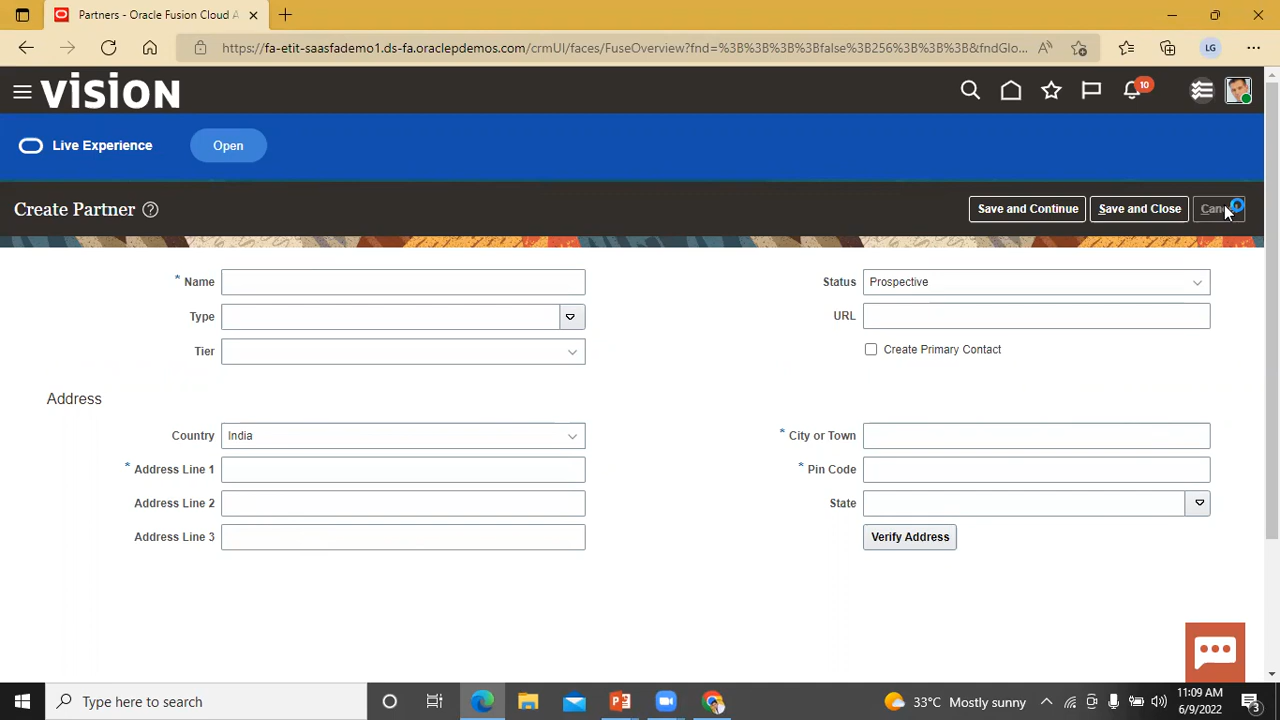 Partners - Oracle Fusion Cloud A
https://fa-etit-saasfademo1.ds-fa.oraclepdemos.com/crmUI/faces/FuseOverview?fnd=%3B%3B%3B%3Bfalse%3B256%3B%3B%3B&fndGlo...
LG
vision
10
Live Experience
Open
Create Partner
Save and Continue
Save and Close
* Name
Status
Prospective
Type
URL
Tier
Create Primary Contact
Address
Country
India
* City or Town
* Address Line 1
* Pin Code
Address Line 2
State
Address Line 3
Verify Address
Type here to search
33°C Mostly sunny
11:09 AM
6/9/2022
3